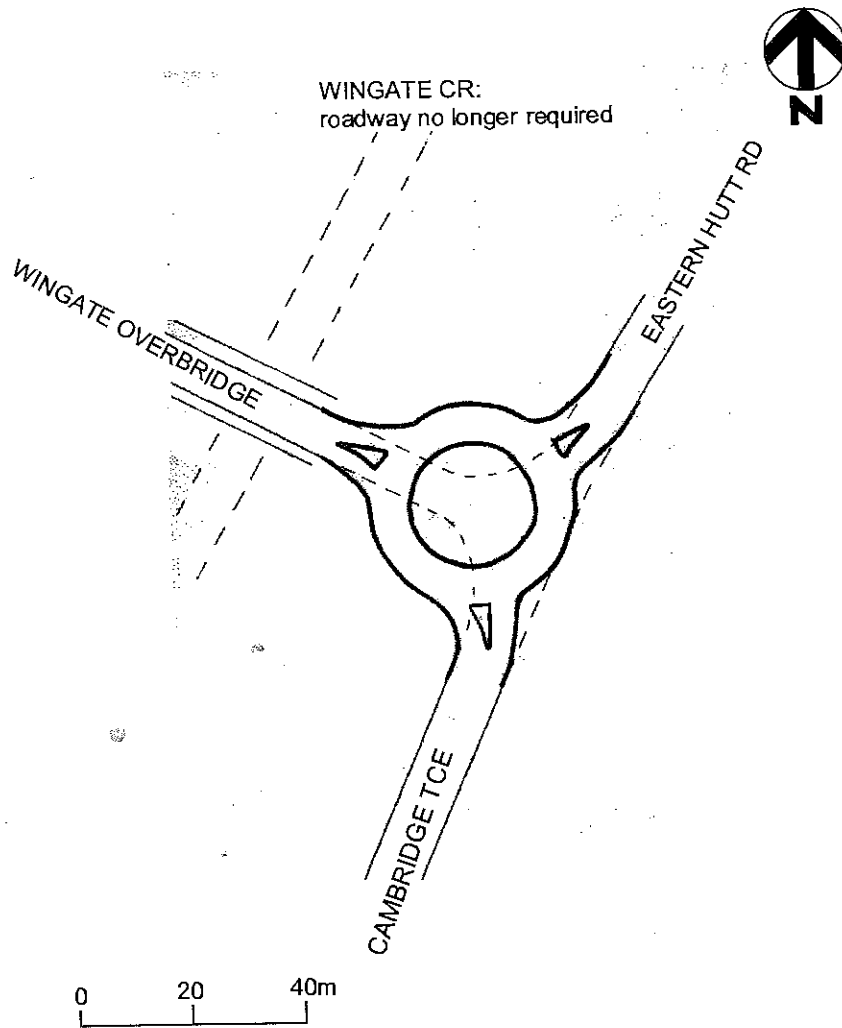 WINGATE CR:
roadway no longer required
N
EASTERN HUTT RD
WINGATE OVERBRIDGE
CAMBRIDGE TCE
0 20 40m